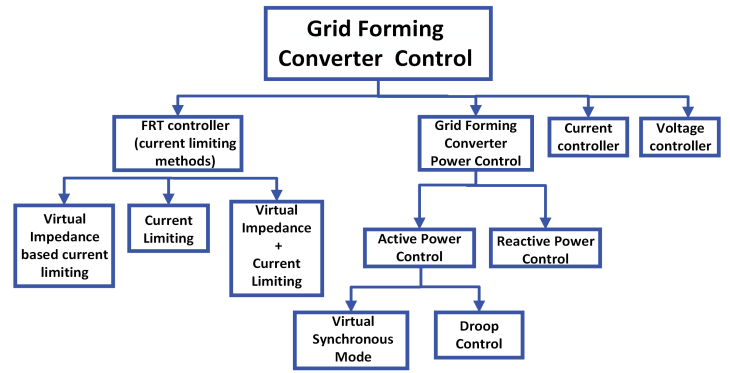 Grid Forming
Converter Control
FRT controller
(current limiting
methods)
Grid Forming
Converter
Power Control
Current
controller
Voltage
controller
Virtual
Impedance
based current
limiting
Current
Limiting
Virtual
Impedance
+
Current
Limiting
Active Power
Control
Reactive Power
Control
Virtual
Synchronous
Mode
Droop
Control